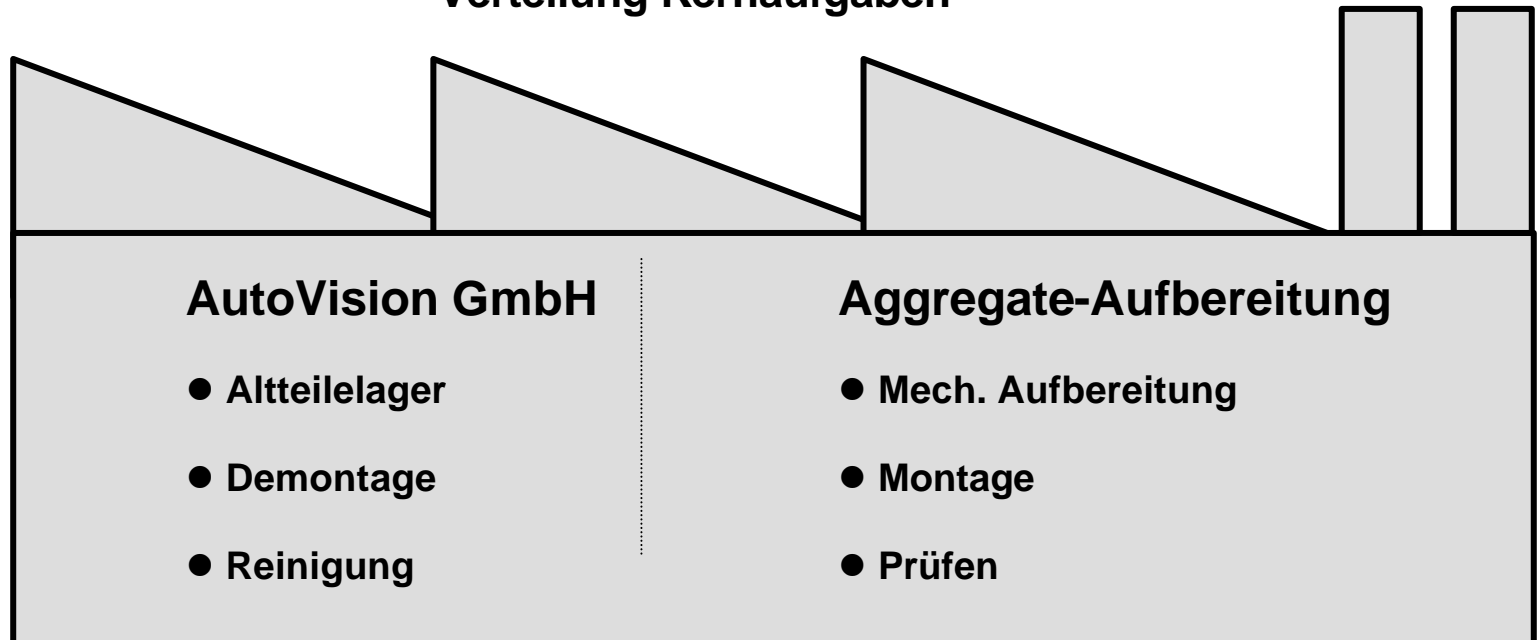 Verteilung Kernaufgaben
AutoVision GmbH
● Altteilelager
● Demontage
● Reinigung
Aggregate-Aufbereitung
● Mech. Aufbereitung
● Montage
● Prüfen